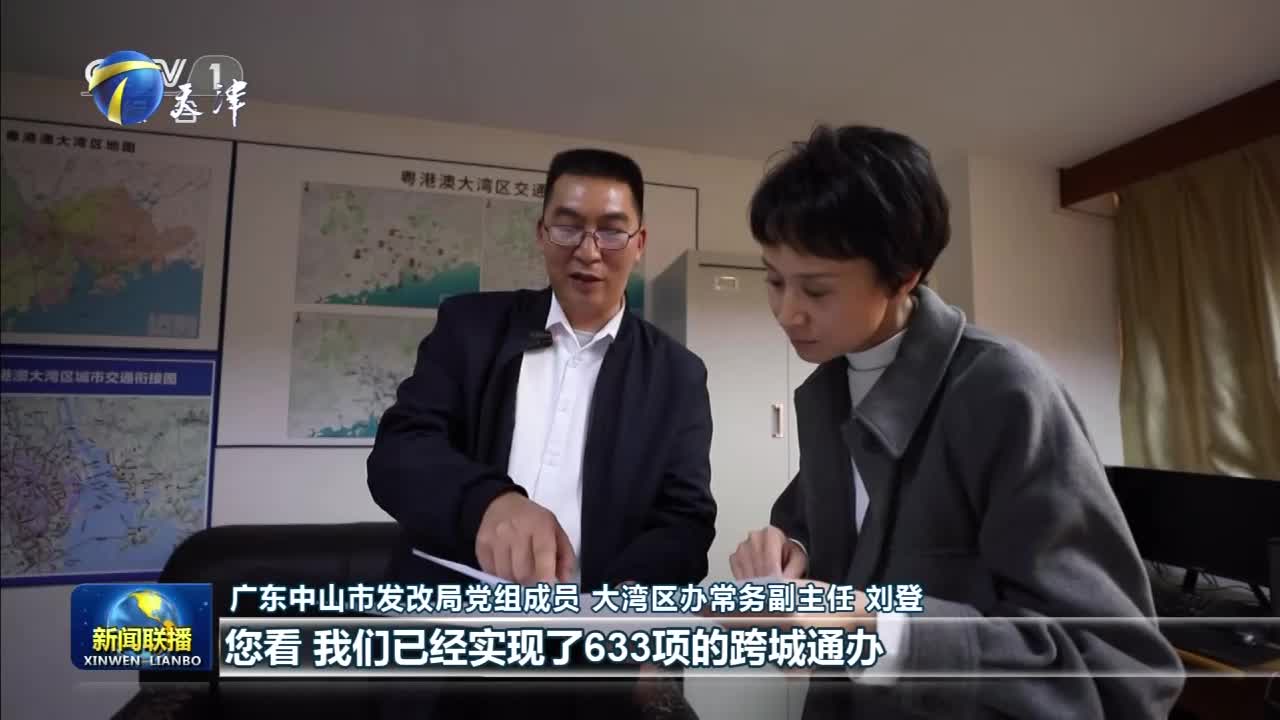 天津
粤港澳大湾区地图
粤港澳大湾区交通
港澳大湾区城市交通衔接图
广东中山市发改局党组成员 大湾区办常务副主任 刘登
新闻联播
XINWEN LIANBO
您看 我们已经实现了633项的跨城通办